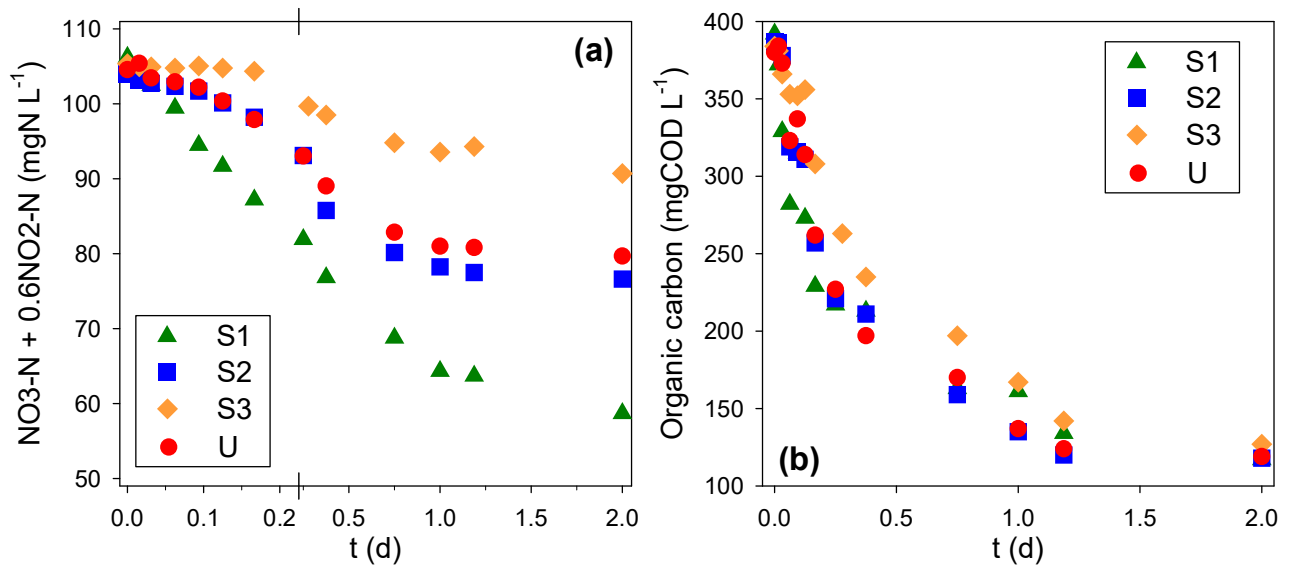 (a)
NO3-N + 0.6NO2-N (mgN L-1)
110
100
90
80
70
60
50
S1
S2
S3
U
0.0 0.1 0.2 0.5 1.0 1.5 2.0
t (d)
(b)
Organic carbon (mgCOD L-1)
400
350
300
250
200
150
100
S1
S2
S3
U
0.0 0.5 1.0 1.5 2.0
t (d)